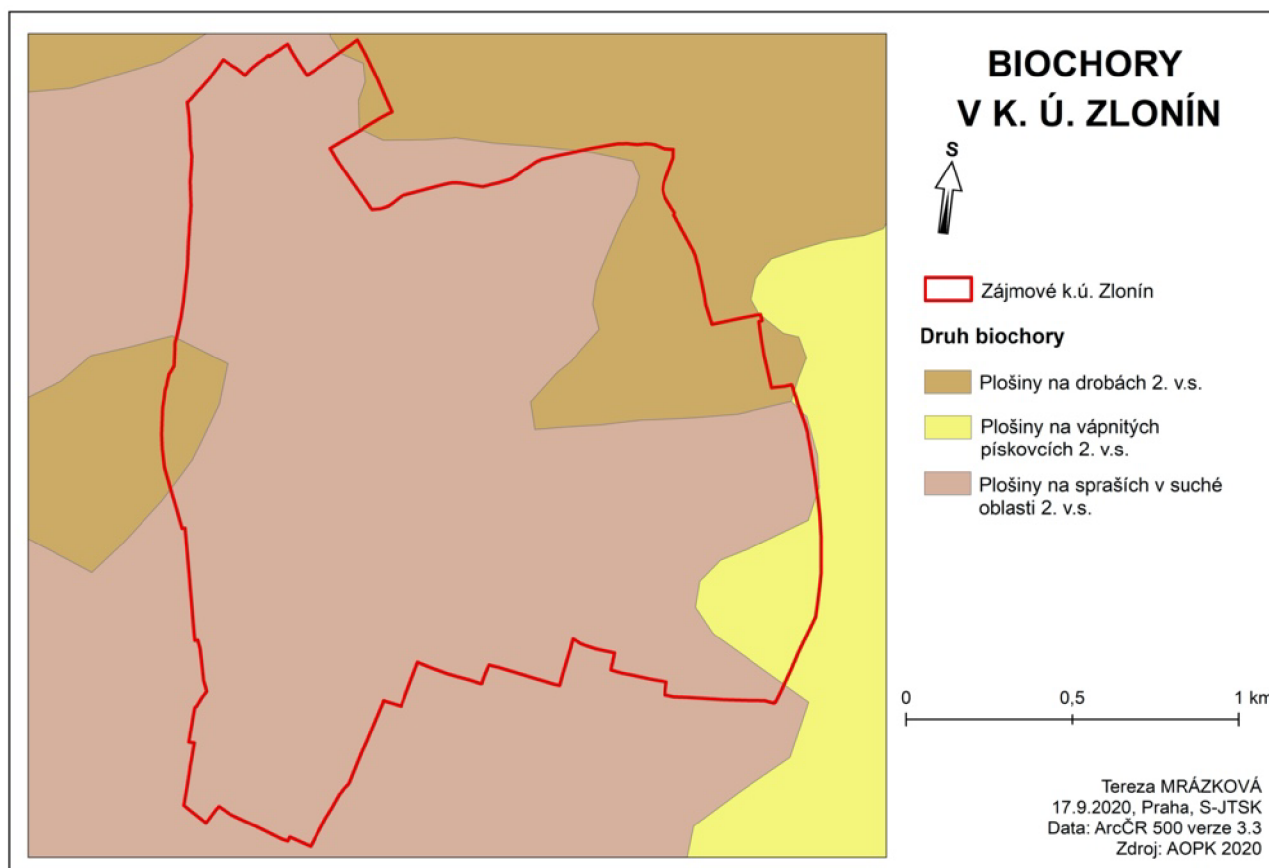 BIOCHORY
V K. Ú. ZLONÍN
S
Zájmové k.ú. Zlonín
Druh biochory
Plošiny na drobách 2. v.s.
Plošiny na vápnitých
pískovcích 2. v.s.
Plošiny na spraších v suché
oblasti 2. v.s.
0 0,5 1 km
Tereza MRÁZKOVÁ
17.9.2020, Praha, S-JTSK
Data: ArcČR 500 verze 3.3
Zdroj: AOPK 2020